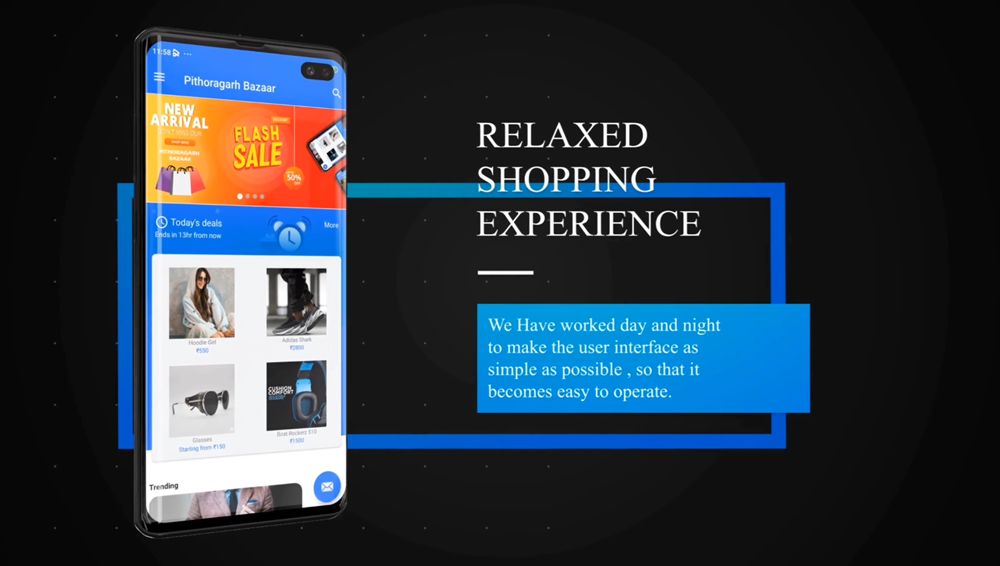 11:58
Pithoragarh Bazaar
NEW
ARRIVAL
PITHORAGARH
BAZAAR
FLASH
SALE
50%
Today's deals
Ends in 13hr from now
More
Hoodie Gal
₹550
Adidas Shark
₹2800
CUSHION
COMFORT
Glasses
Starting from ₹150
Boat Rockerz 510
₹1500
Trending
RELAXED
SHOPPING
EXPERIENCE
We Have worked day and night
to make the user interface as
simple as possible , so that it
becomes easy to operate.